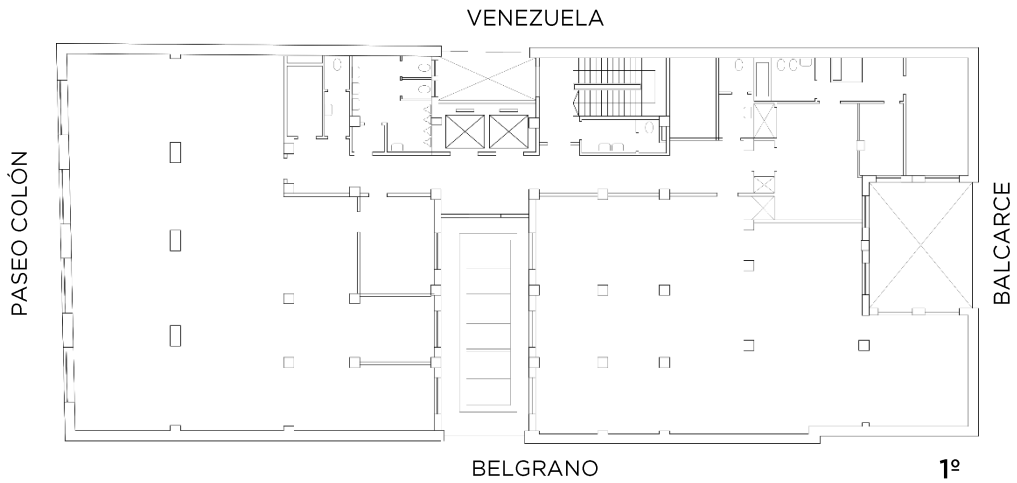 VENEZUELA
PASEO COLÓN
BALCARCE
BELGRANO
1º